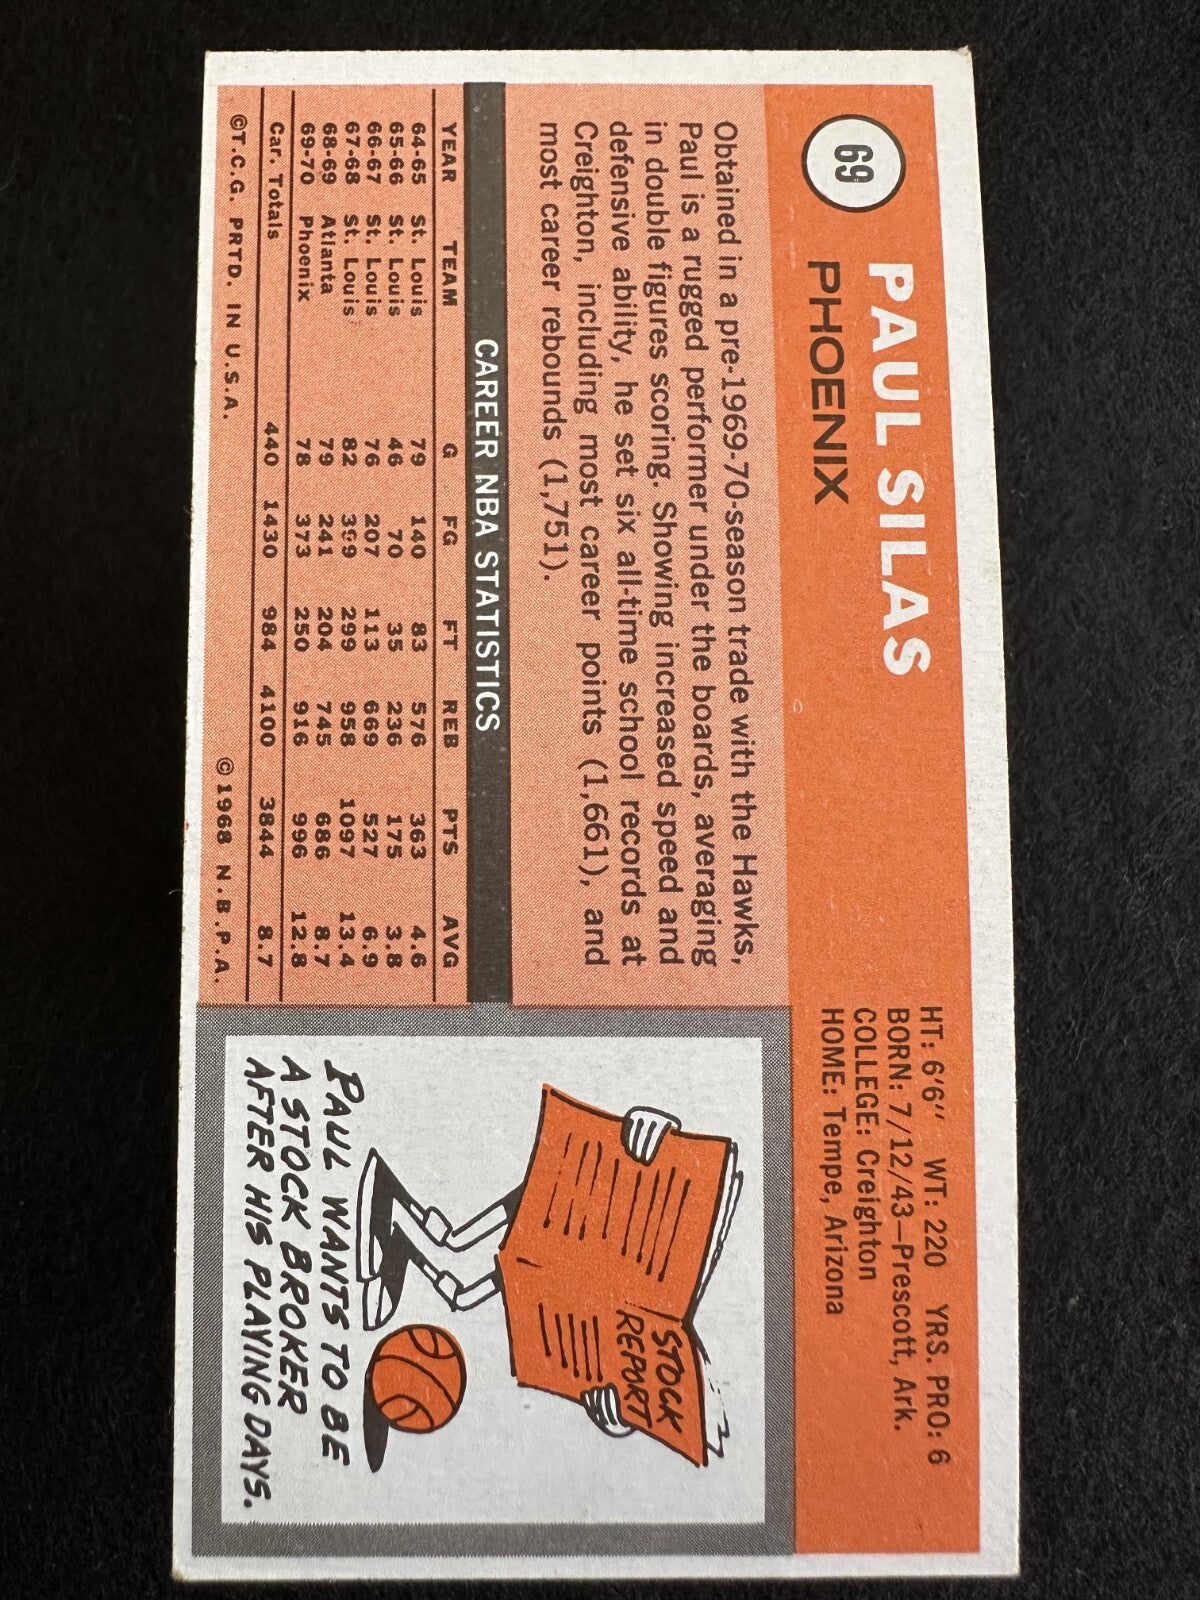 69
PAUL SILAS
PHOENIX
HT: 6'6" WT: 220 YRS. PRO: 6
BORN: 7/12/43—Prescott, Ark.
COLLEGE: Creighton
HOME: Tempe, Arizona
Obtained in a pre-1969-70-season trade with the Hawks,
Paul is a rugged performer under the boards, averaging
in double figures scoring. Showing increased speed and
defensive ability, he set six all-time school records at
Creighton, including most career points (1,661), and
most career rebounds (1,751).
CAREER NBA STATISTICS
YEAR TEAM G FG FT REB PTS AVG
64-65 St. Louis 79 140 83 576 363 4.6
65-66 St. Louis 46 70 35 236 175 3.8
66-67 St. Louis 76 207 113 669 527 6.9
67-68 St. Louis 82 399 299 958 1097 13.4
68-69 Atlanta 79 241 204 745 686 8.7
69-70 Phoenix 78 373 250 916 996 12.8
Car. Totals 440 1430 984 4100 3844 8.7
©T.C.G. PRTD. IN U.S.A. ©1968 N.B.P.A.
STOCK
REPORT
PAUL WANTS TO BE
A STOCK BROKER
AFTER HIS PLAYING DAYS.